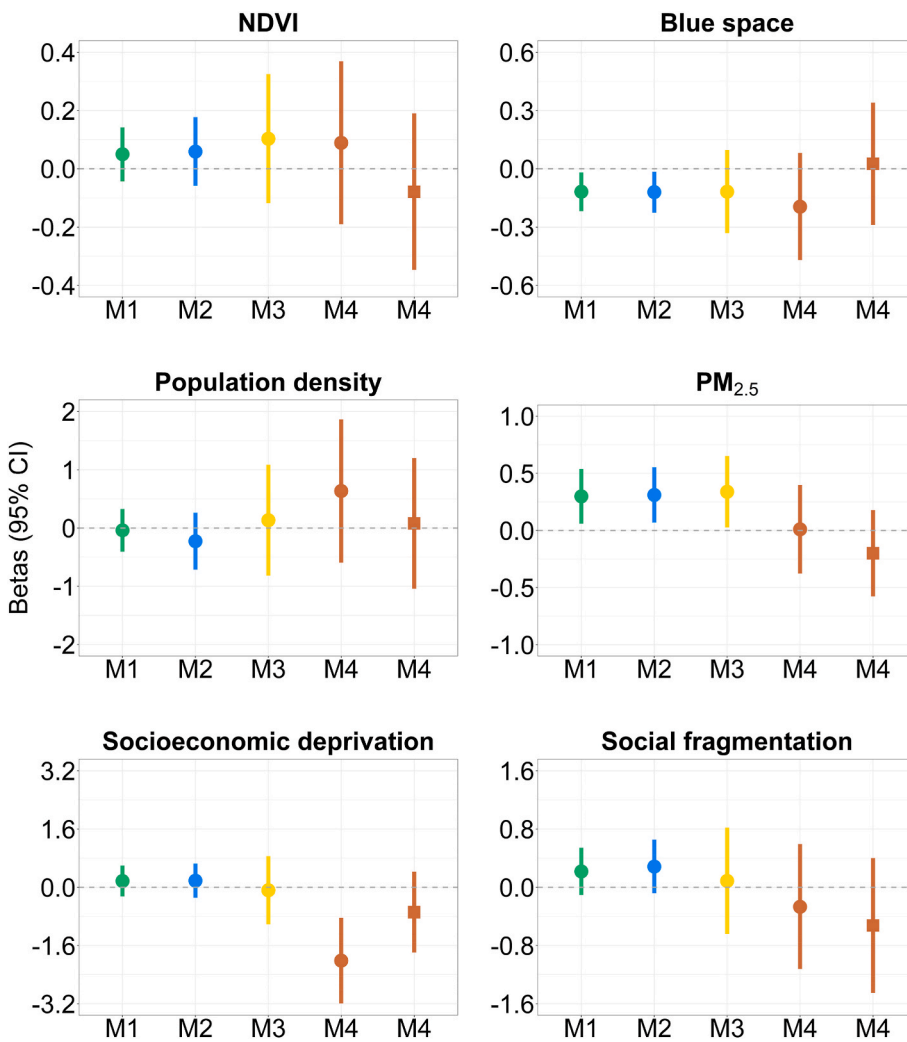 NDVI
0.4
0.2
0.0
-0.2
-0.4
M1 M2 M3 M4 M4
Blue space
0.6
0.3
0.0
-0.3
-0.6
M1 M2 M3 M4 M4
Betas (95% CI)
Population density
2
1
0
-1
-2
M1 M2 M3 M4 M4
PM2.5
1.0
0.5
0.0
-0.5
-1.0
M1 M2 M3 M4 M4
Socioeconomic deprivation
3.2
1.6
0.0
-1.6
-3.2
M1 M2 M3 M4 M4
Social fragmentation
1.6
0.8
0.0
-0.8
-1.6
M1 M2 M3 M4 M4